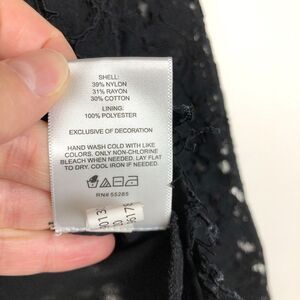 SHELL:
39% NYLON
31% RAYON
30% COTTON
LINING:
100% POLYESTER
EXCLUSIVE OF DECORATION
HAND WASH COLD WITH LIKE
COLORS, ONLY NON-CHLORINE
BLEACH WHEN NEEDED. LAY FLAT
TO DRY. COOL IRON IF NEEDED.
RN# 55285